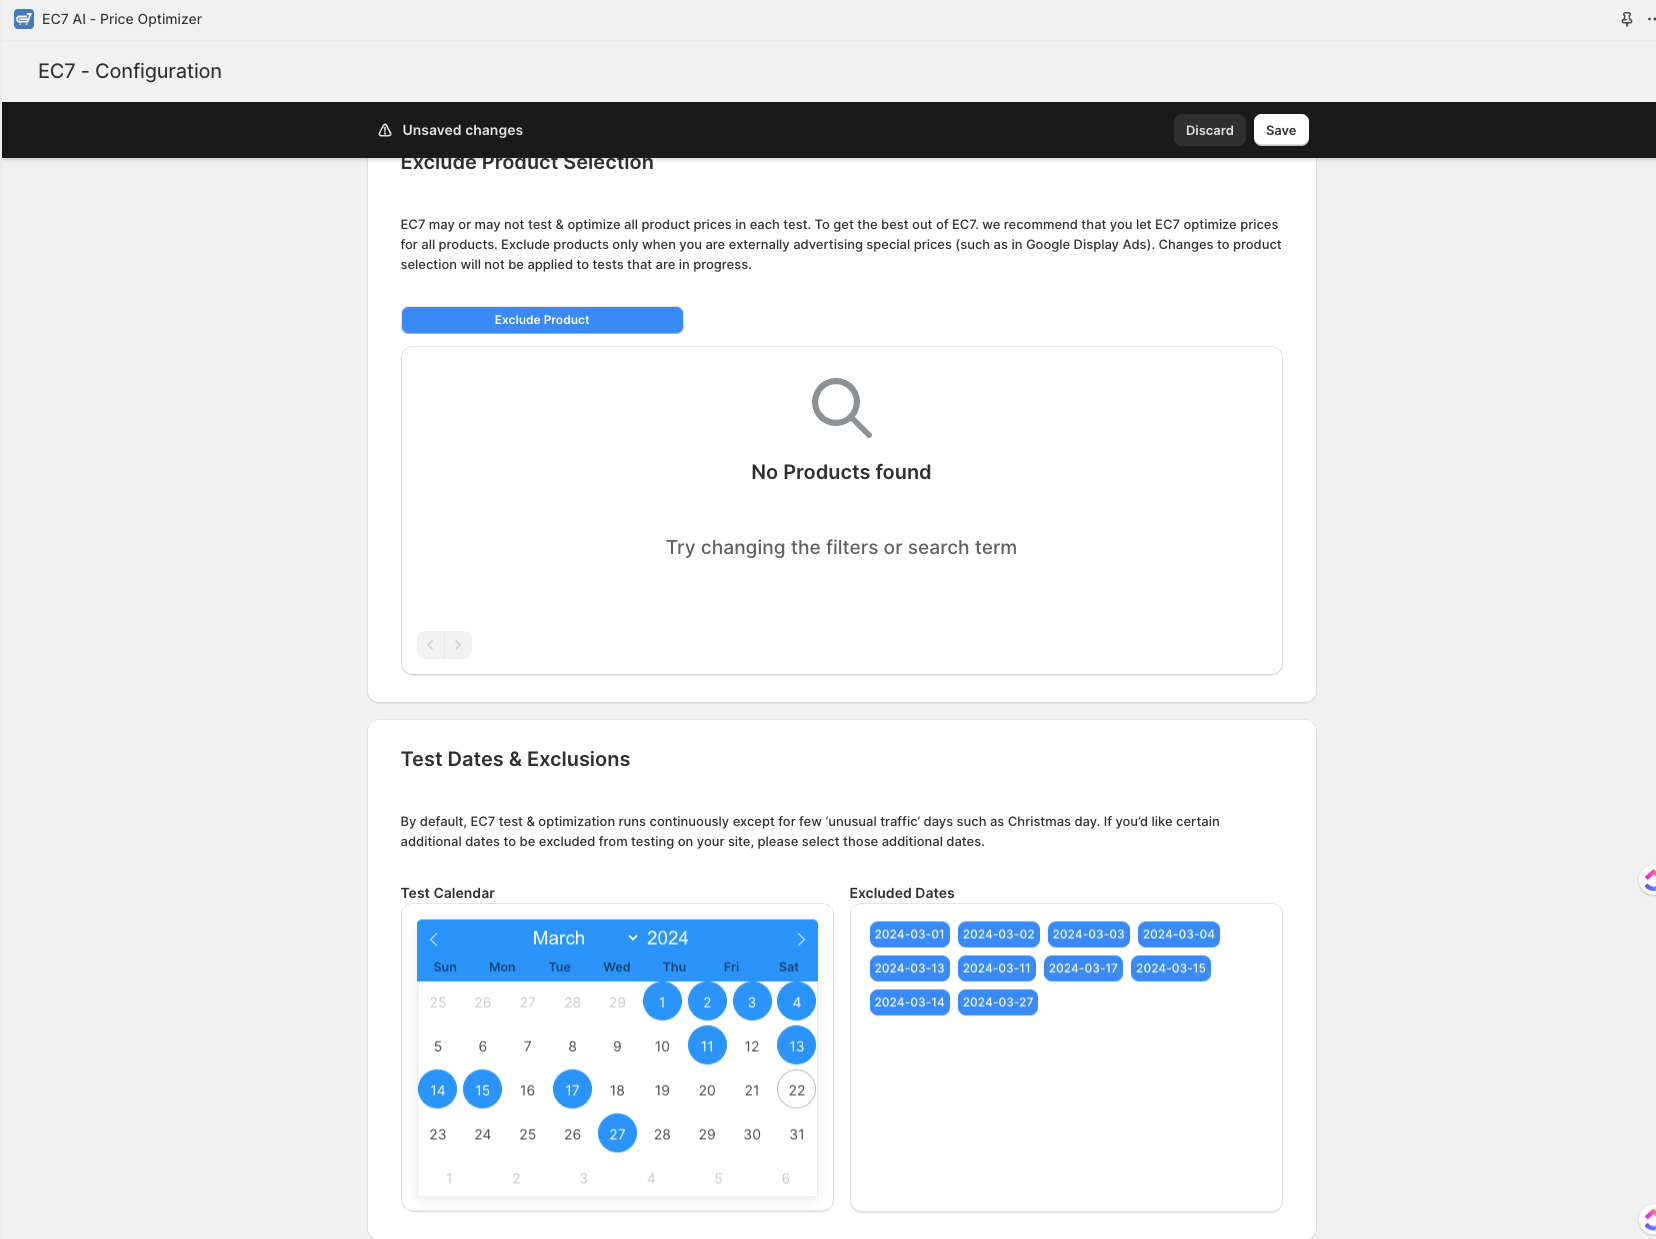 EC7 AI - Price Optimizer
EC7 - Configuration
Unsaved changes
Discard
Save
Exclude Product Selection
EC7 may or may not test & optimize all product prices in each test. To get the best out of EC7. we recommend that you let EC7 optimize prices
for all products. Exclude products only when you are externally advertising special prices (such as in Google Display Ads). Changes to product
selection will not be applied to tests that are in progress.
Exclude Product
No Products found
Try changing the filters or search term
Test Dates & Exclusions
By default, EC7 test & optimization runs continuously except for few ‘unusual traffic’ days such as Christmas day. If you’d like certain
additional dates to be excluded from testing on your site, please select those additional dates.
Test Calendar
March 2024
Sun Mon Tue Wed Thu Fri Sat
25 26 27 28 29 1 2 3 4
5 6 7 8 9 10 11 12 13
14 15 16 17 18 19 20 21 22
23 24 25 26 27 28 29 30 31
1 2 3 4 5 6
Excluded Dates
2024-03-01 2024-03-02 2024-03-03 2024-03-04
2024-03-13 2024-03-11 2024-03-17 2024-03-15
2024-03-14 2024-03-27